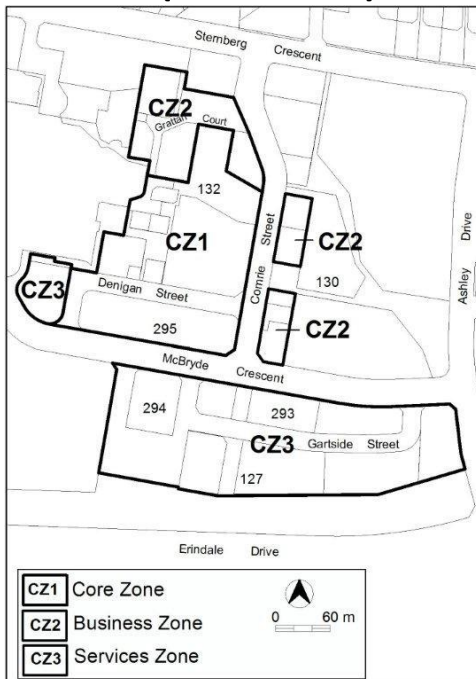 Sternberg
Crescent
CZ2
Grattan
Court
132
CZ1
Comrie Street
CZ2
130
Ashley Drive
CZ3
Denigan
Street
295
CZ2
McBryde
Crescent
294
293
CZ3
Gartside Street
127
Erindale Drive
CZ1 Core Zone
CZ2 Business Zone
CZ3 Services Zone
0 60 m